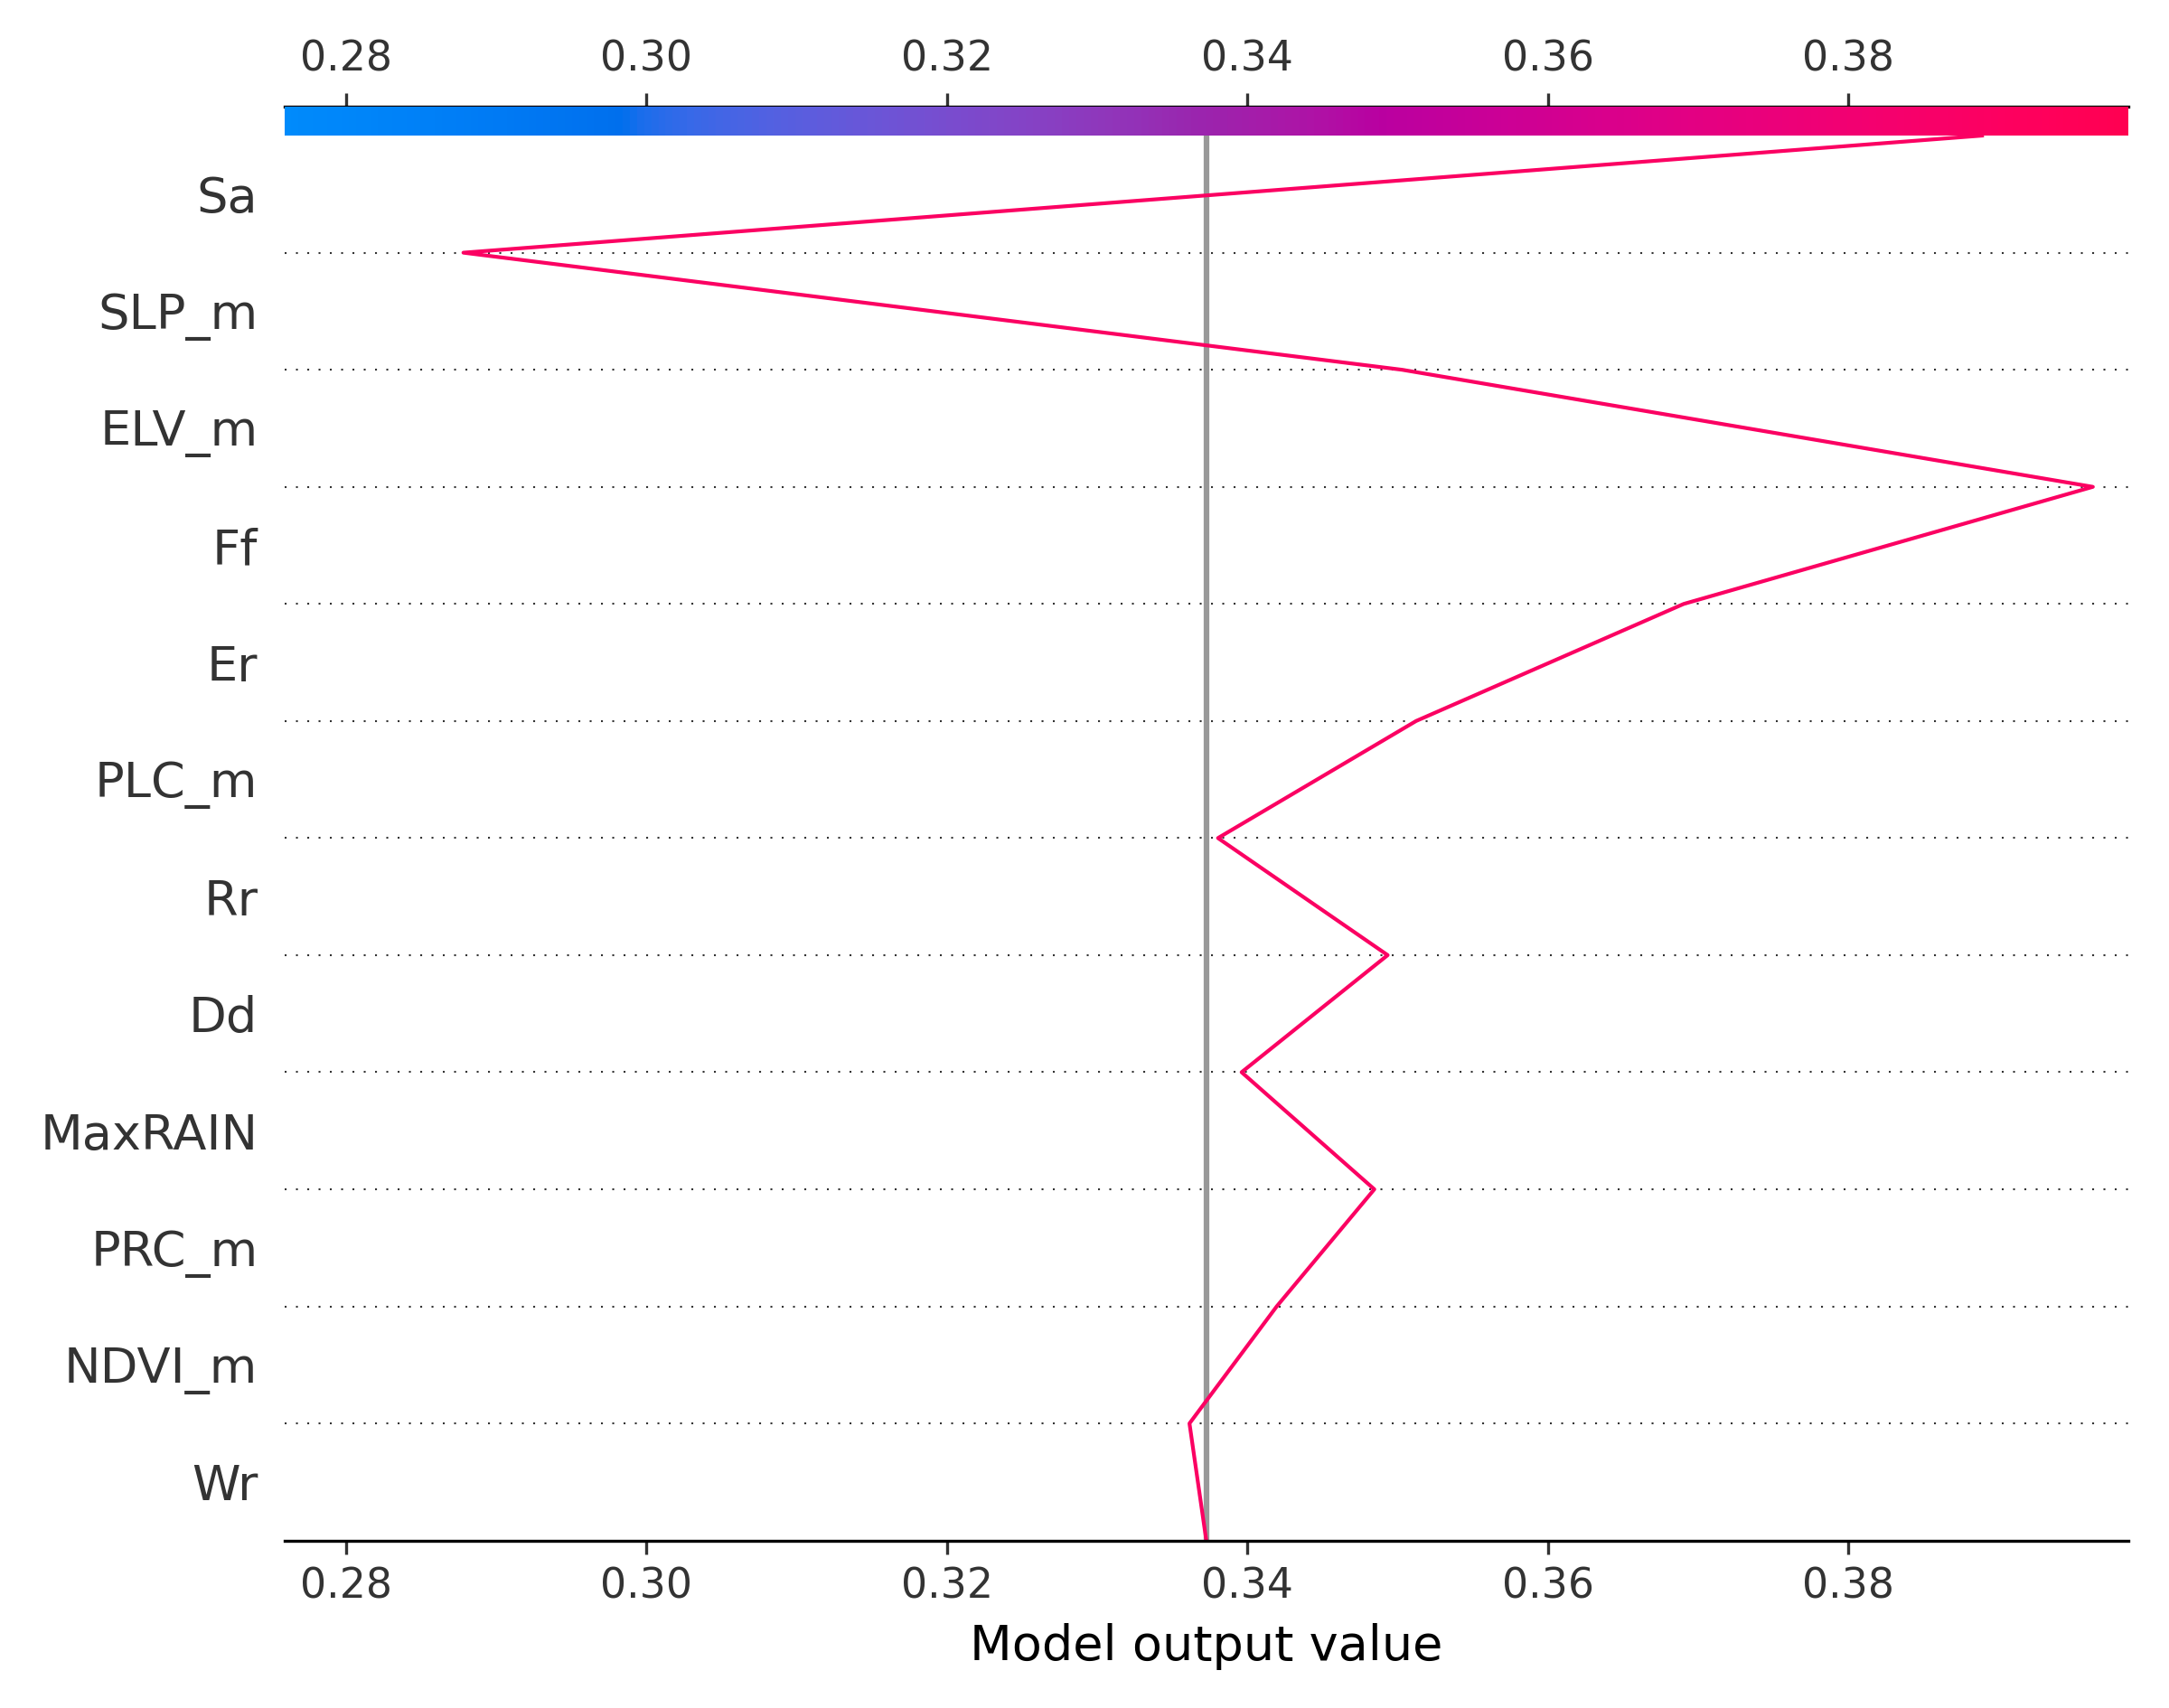 0.28 0.30 0.32 0.34 0.36 0.38
Sa
SLP_m
ELV_m
Ff
Er
PLC_m
Rr
Dd
MaxRAIN
PRC_m
NDVI_m
Wr
0.28 0.30 0.32 0.34 0.36 0.38
Model output value